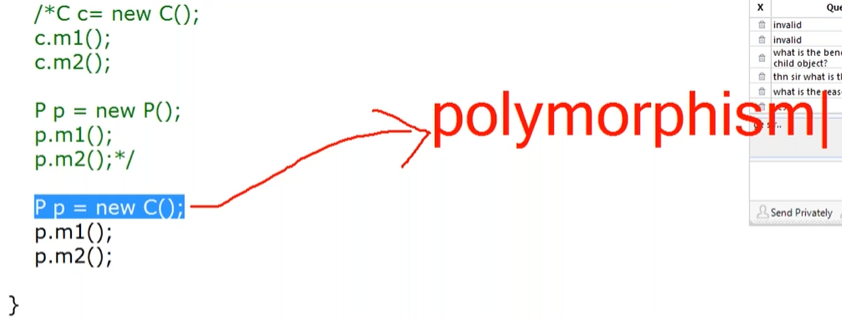 /*C c= new C();
c.m1();
c.m2();
P p = new P();
p.m1();
p.m2();*/
P p = new C();
p.m1();
p.m2();
}
polymorphism
X Que
invalid
invalid
what is the bene
child object?
thn sir what is th
what is the reas
Send Privately